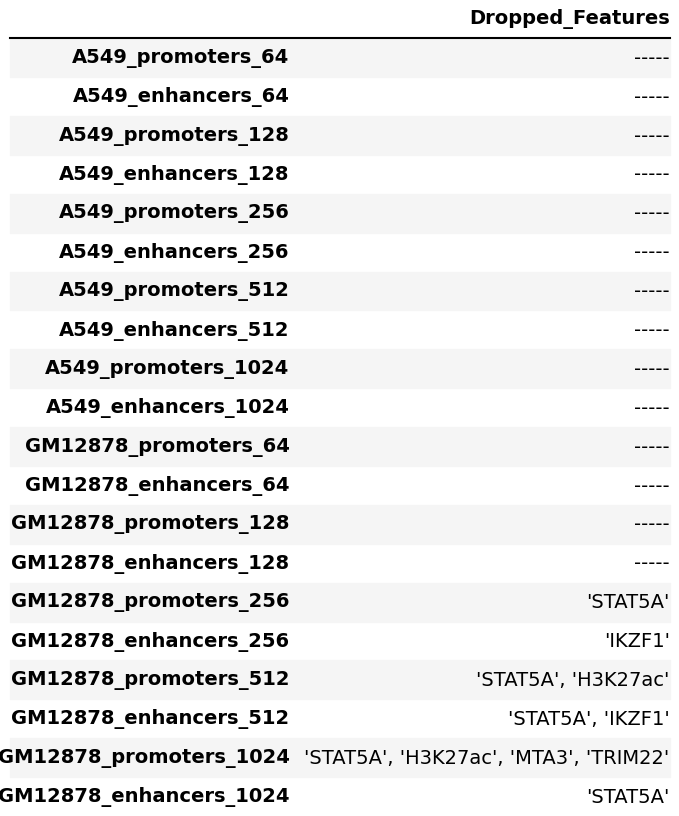 Dropped_Features
A549_promoters_64 -----
A549_enhancers_64 -----
A549_promoters_128 -----
A549_enhancers_128 -----
A549_promoters_256 -----
A549_enhancers_256 -----
A549_promoters_512 -----
A549_enhancers_512 -----
A549_promoters_1024 -----
A549_enhancers_1024 -----
GM12878_promoters_64 -----
GM12878_enhancers_64 -----
GM12878_promoters_128 -----
GM12878_enhancers_128 -----
GM12878_promoters_256 'STAT5A'
GM12878_enhancers_256 'IKZF1'
GM12878_promoters_512 'STAT5A', 'H3K27ac'
GM12878_enhancers_512 'STAT5A', 'IKZF1'
GM12878_promoters_1024 'STAT5A', 'H3K27ac', 'MTA3', 'TRIM22'
GM12878_enhancers_1024 'STAT5A'